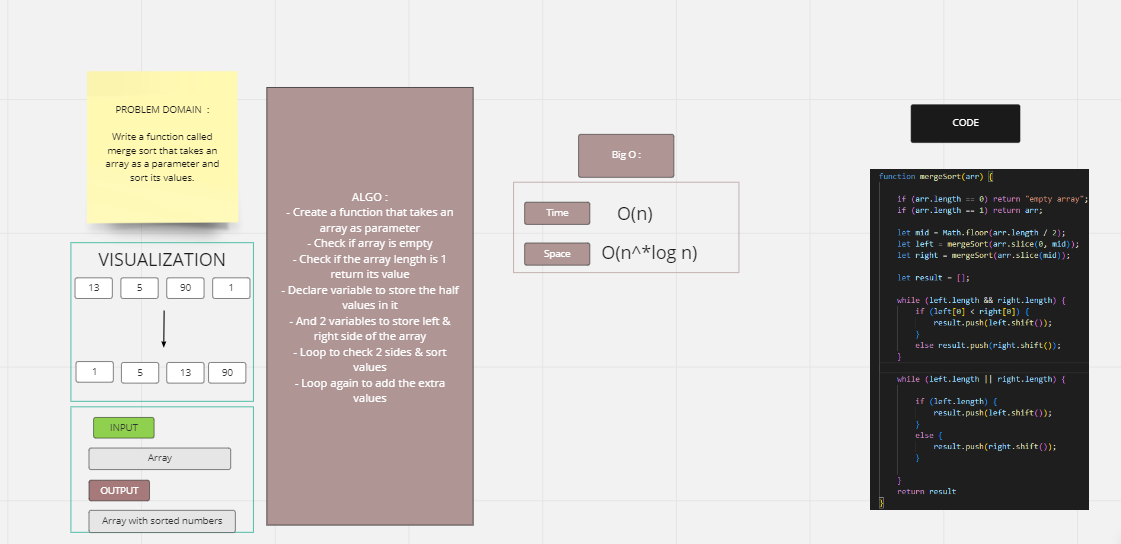 PROBLEM DOMAIN :
Write a function called
merge sort that takes an
array as a parameter and
sort its values.
VISUALIZATION
13 5 90 1
1 5 13 90
INPUT
Array
OUTPUT
Array with sorted numbers
ALGO :
- Create a function that takes an
array as parameter
- Check if array is empty
- Check if the array length is 1
return its value
- Declare variable to store the half
values in it
- And 2 variables to store left &
right side of the array
- Loop to check 2 sides & sort
values
- Loop again to add the extra
values
Big O :
Time O(n)
Space O(n^*log n)
CODE
function mergeSort(arr) {
if (arr.length == 0) return "empty array";
if (arr.length == 1) return arr;
let mid = Math.floor(arr.length / 2);
let left = mergeSort(arr.slice(0, mid));
let right = mergeSort(arr.slice(mid));
let result = [];
while (left.length && right.length) {
if (left[0] < right[0]) {
result.push(left.shift());
}
else result.push(right.shift());
}
while (left.length || right.length) {
if (left.length) {
result.push(left.shift());
}
else {
result.push(right.shift());
}
}
return result
}